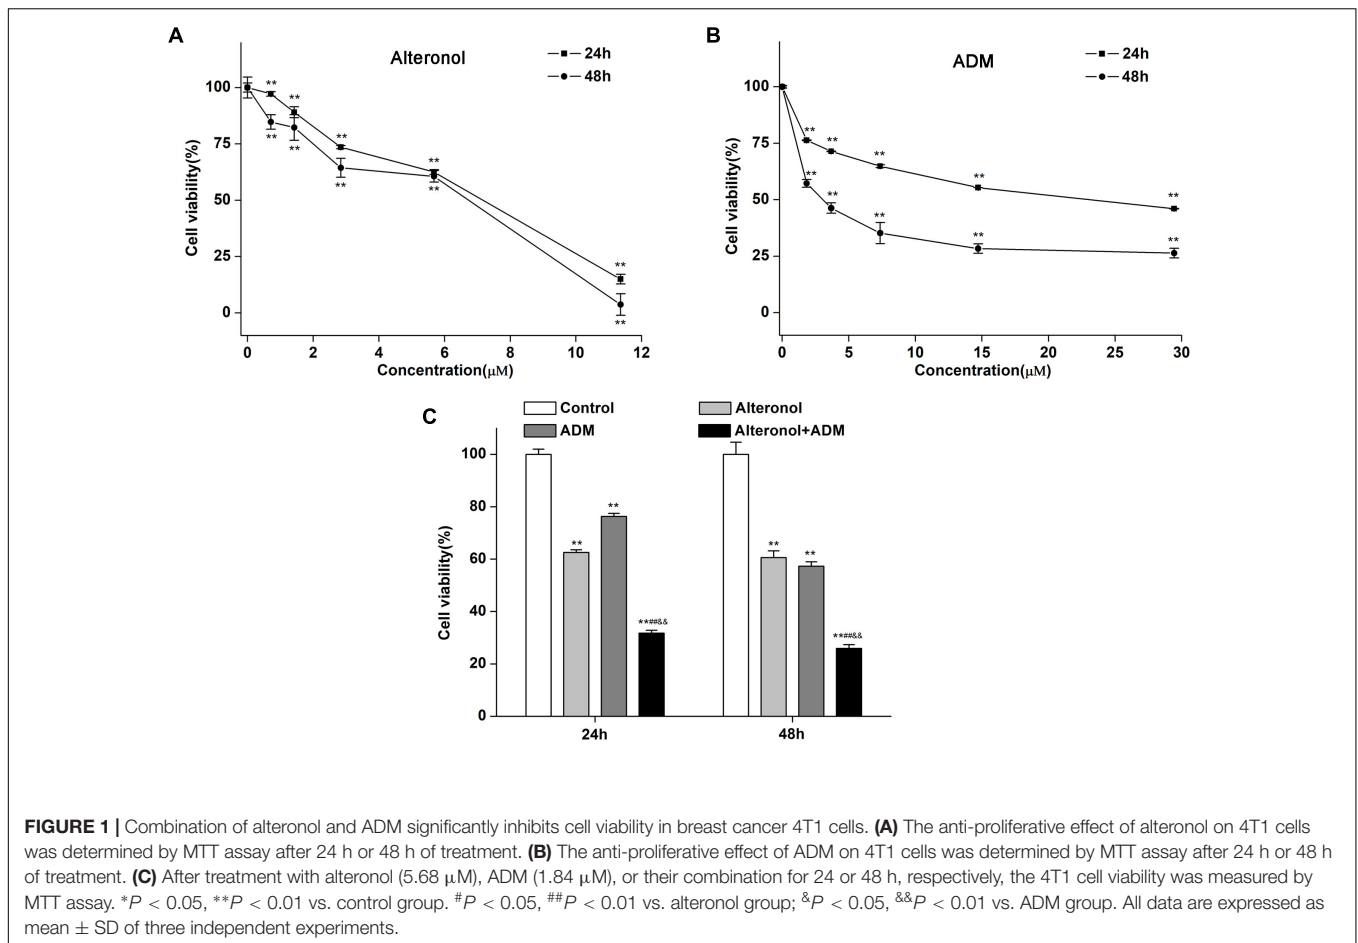 A
Alteronol
24h
48h
Cell viability(%)
100
75
50
25
0
** ** ** ** **
** ** ** ** **
0 2 4 6 8 10 12
Concentration(μM)
B
ADM
24h
48h
Cell viability(%)
100
75
50
25
0
** ** ** ** **
** ** ** ** **
0 5 10 15 20 25 30
Concentration(μM)
C
Control Alteronol
ADM Alteronol+ADM
Cell viability(%)
100
80
60
40
20
0
** ** **##&&
** ** **##&&
24h 48h
FIGURE 1 | Combination of alteronol and ADM significantly inhibits cell viability in breast cancer 4T1 cells. (A) The anti-proliferative effect of alteronol on 4T1 cells
was determined by MTT assay after 24 h or 48 h of treatment. (B) The anti-proliferative effect of ADM on 4T1 cells was determined by MTT assay after 24 h or 48 h
of treatment. (C) After treatment with alteronol (5.68 μM), ADM (1.84 μM), or their combination for 24 or 48 h, respectively, the 4T1 cell viability was measured by
MTT assay. *P < 0.05, **P < 0.01 vs. control group. #P < 0.05, ##P < 0.01 vs. alteronol group; &P < 0.05, &&P < 0.01 vs. ADM group. All data are expressed as
mean ± SD of three independent experiments.